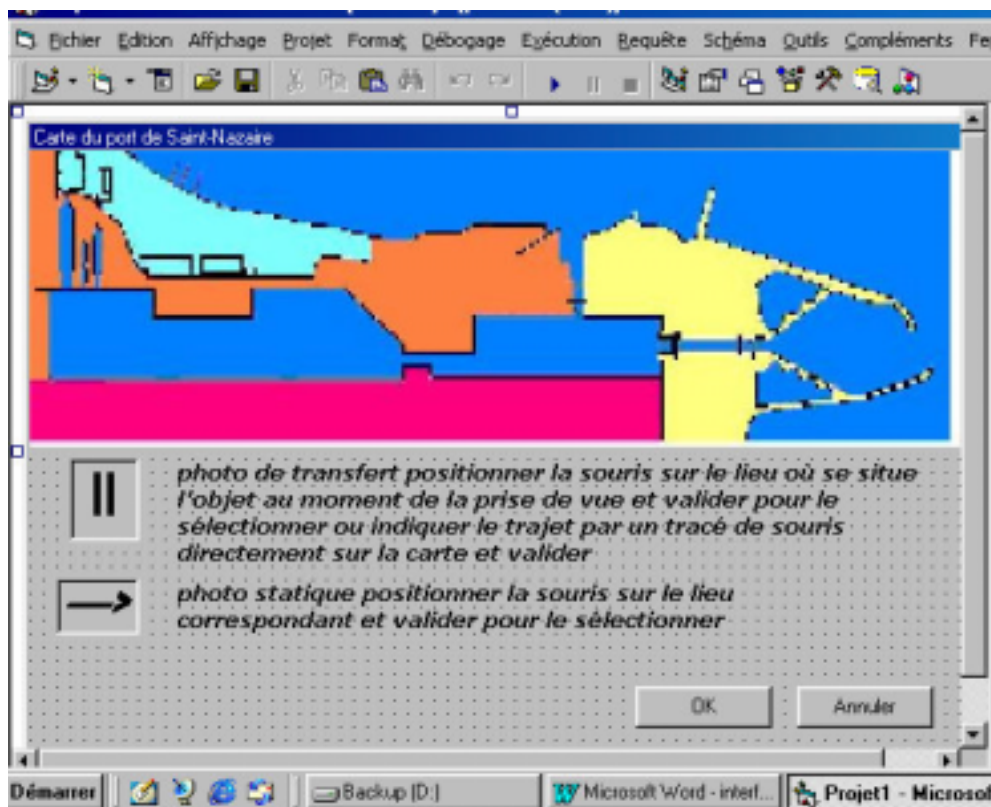 Fichier Edition Affichage Projet Format Débogage Exécution Requête Schéma Outils Compléments
Carte du port de Saint-Nazaire
photo de transfert positionner la souris sur le lieu où se situe
l'objet au moment de la prise de vue et valider pour le
sélectionner ou indiquer le trajet par un tracé de souris
directement sur la carte et valider
photo statique positionner la souris sur le lieu
correspondant et valider pour le sèlectionner
OK Annuler
Démarrer Backup (D:) Microsoft Word - interf... Projet1 - Microsof